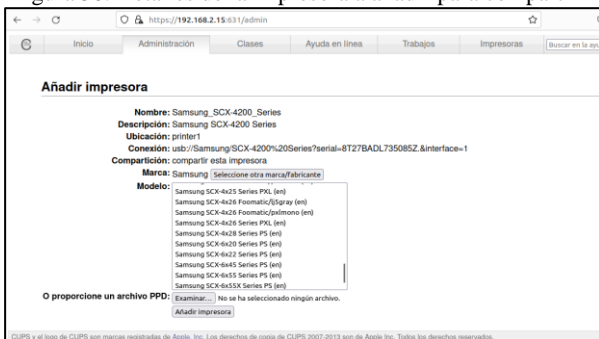 https://192.168.2.15:631/admin
Inicio Administración Clases Ayuda en línea Trabajos Impresoras Buscar en la ayu
Añadir impresora
Nombre: Samsung_SCX-4200_Series
Descripción: Samsung SCX-4200 Series
Ubicación: printer1
Conexión: usb://Samsung/SCX-4200%20Series?serial=8T27BADL735085Z.&interface=1
Compartición: compartir esta impresora
Marca: Samsung Seleccione otra marca/fabricante
Modelo:
Samsung SCX-4x25 Series PXL (en)
Samsung SCX-4x26 Foomatic/ljSgray (en)
Samsung SCX-4x26 Foomatic/pxlmono (en)
Samsung SCX-4x26 Series PXL (en)
Samsung SCX-4x28 Series PS (en)
Samsung SCX-6x20 Series PS (en)
Samsung SCX-6x22 Series PS (en)
Samsung SCX-6x45 Series PS (en)
Samsung SCX-6x55 Series PS (en)
Samsung SCX-6x55X Series PS (en)
O proporcione un archivo PPD: Examinar... No se ha seleccionado ningún archivo.
Añadir impresora
CUPS y el logo de CUPS son marcas registradas de Apple, Inc. Los derechos de copia de CUPS 2007-2013 son de Apple Inc. Todos los derechos reservados.